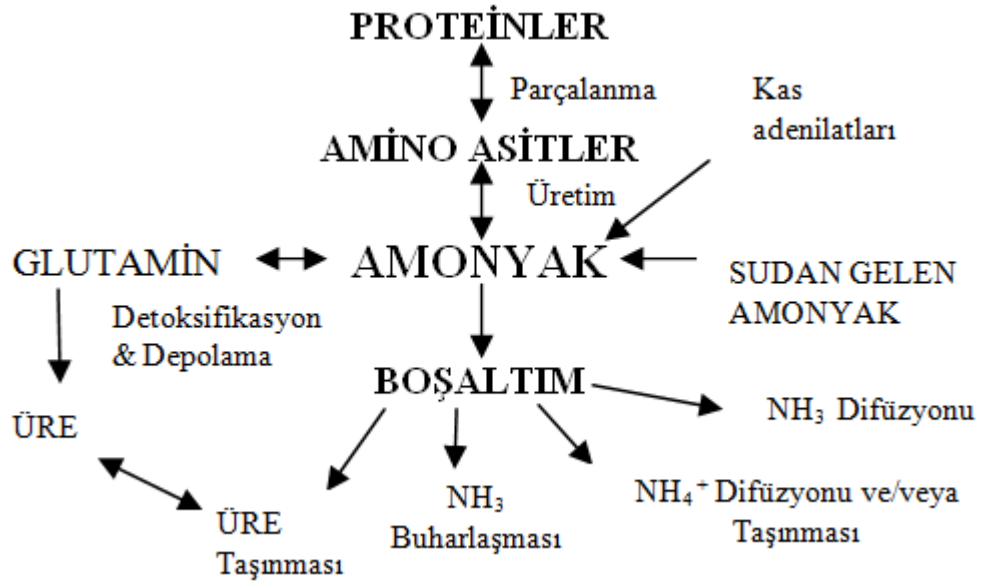 PROTEİNLER
Parçalanma
Kas
adenilatları
AMİNO ASİTLER
Üretim
GLUTAMİN
AMONYAK
SUDAN GELEN
AMONYAK
Detoksifikasyon
& Depolama
BOŞALTIM
NH₃ Difüzyonu
ÜRE
NH₄⁺ Difüzyonu ve/veya
Taşınması
NH₃
Buharlaşması
ÜRE
Taşınması